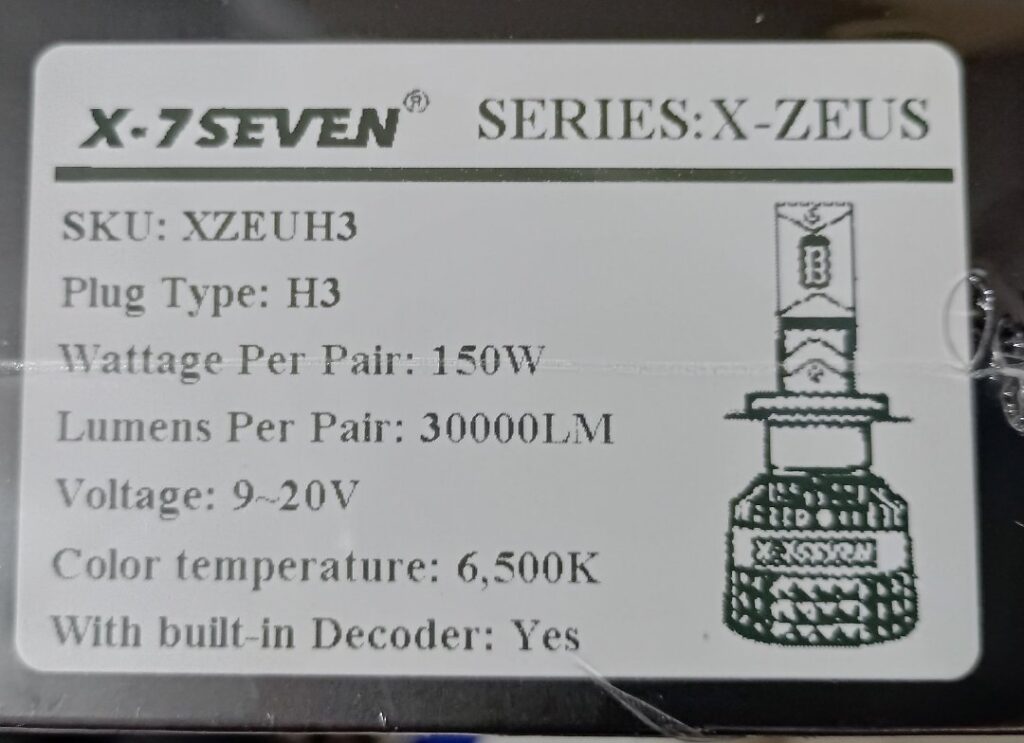 X-7SEVEN® SERIES:X-ZEUS
SKU: XZEUH3
Plug Type: H3
Wattage Per Pair: 150W
Lumens Per Pair: 30000LM
Voltage: 9~20V
Color temperature: 6,500K
With built-in Decoder: Yes